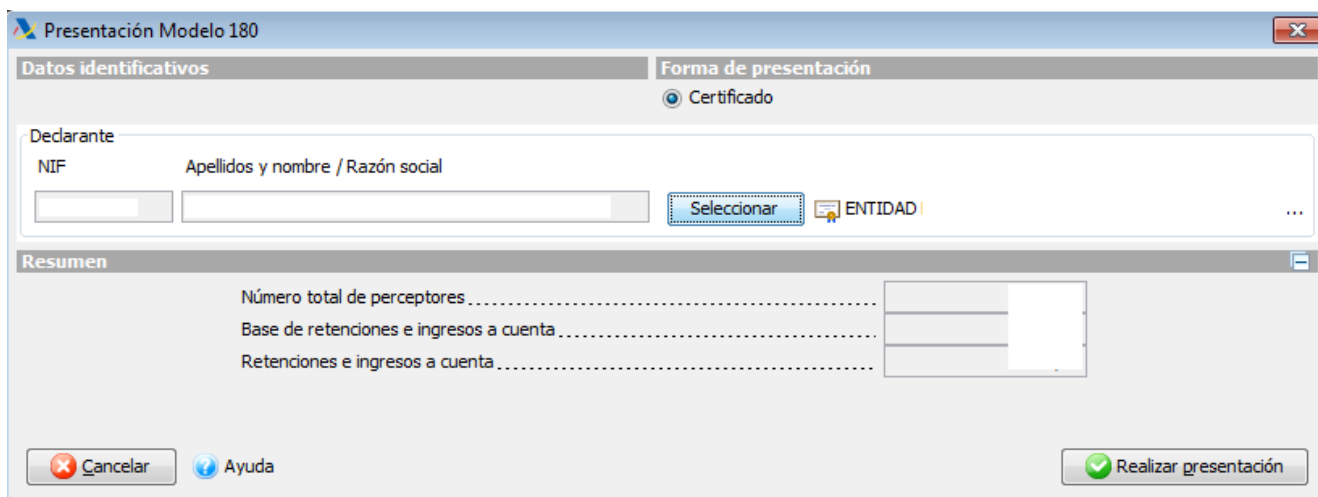 Presentación Modelo 180
Datos identificativos
Forma de presentación
Certificado
Declarante
NIF
Apellidos y nombre / Razón social
Seleccionar
ENTIDAD
...
Resumen
Número total de perceptores
Base de retenciones e ingresos a cuenta
Retenciones e ingresos a cuenta
Cancelar
Ayuda
Realizar presentación